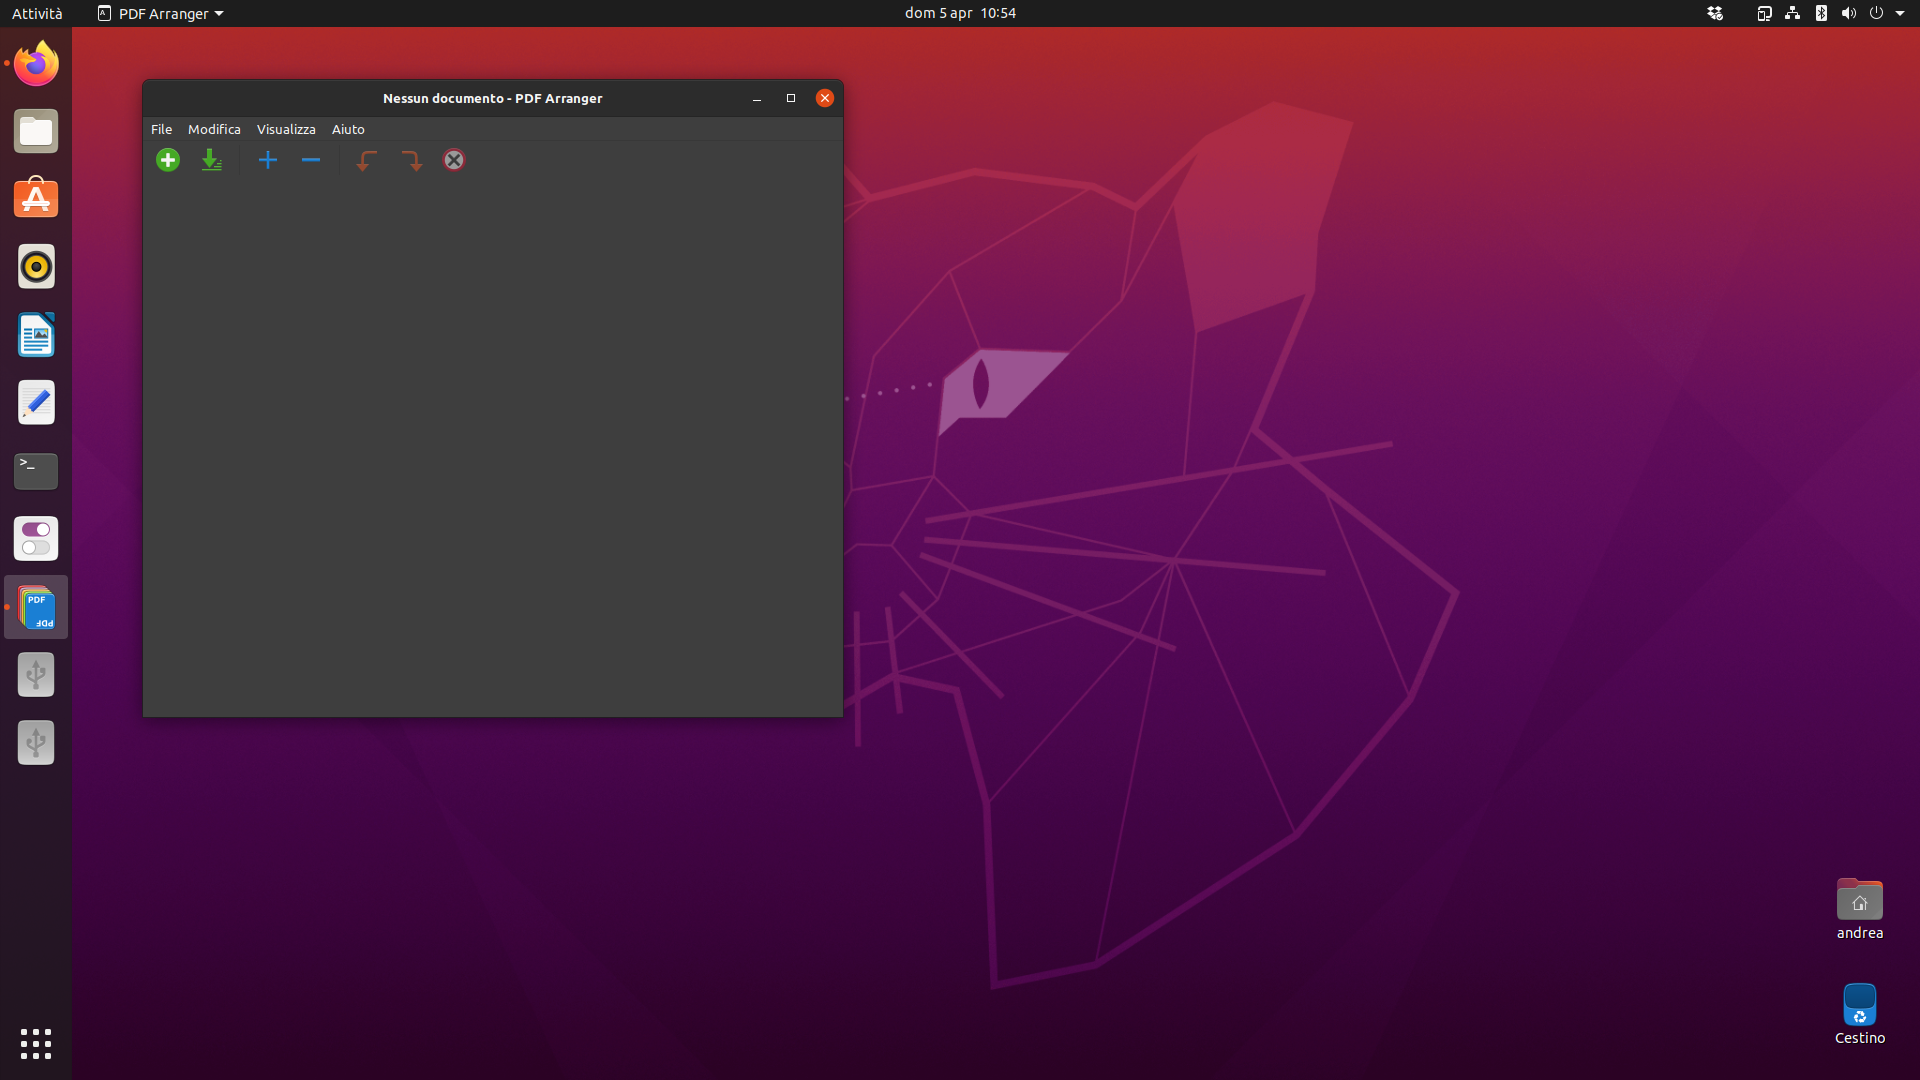 Attività
PDF Arranger
dom 5 apr 10:54
Nessun documento - PDF Arranger
File Modifica Visualizza Aiuto
>_
PDF
PDF
andrea
Cestino